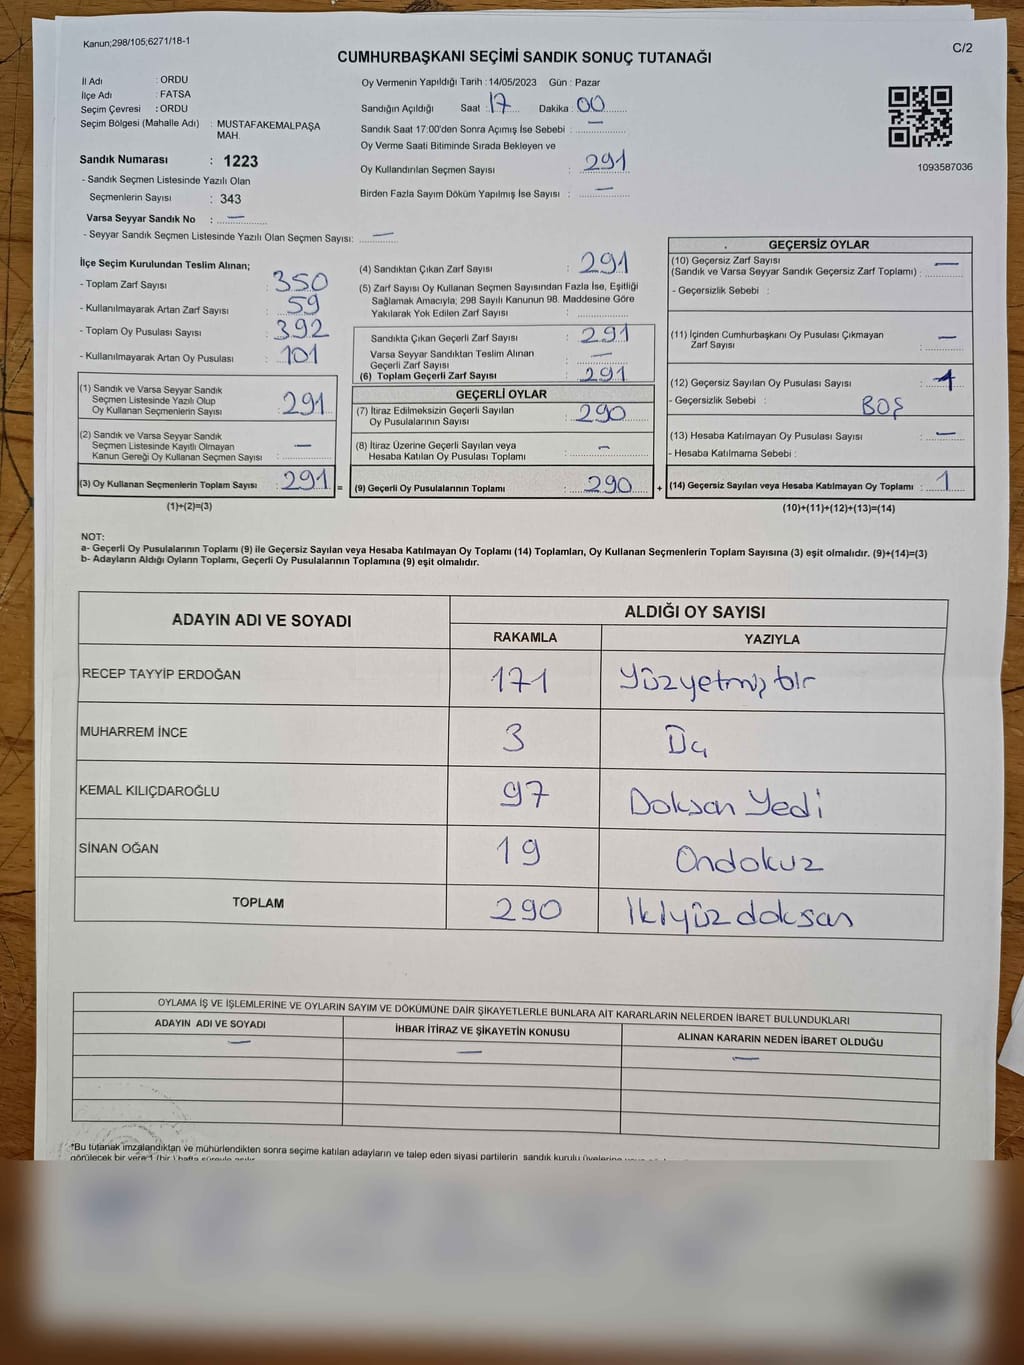 Kanun;298/105;6271/18-1
C/2
CUMHURBAŞKANI SEÇİMİ SANDIK SONUÇ TUTANAĞI
İl Adı : ORDU
İlçe Adı : FATSA
Seçim Çevresi : ORDU
Seçim Bölgesi (Mahalle Adı) : MUSTAFAKEMALPAŞA
MAH.
Sandık Numarası : 1223
- Sandık Seçmen Listesinde Yazılı Olan
Seçmenlerin Sayısı : 343
Varsa Seyyar Sandık No : —
- Seyyar Sandık Seçmen Listesinde Yazılı Olan Seçmen Sayısı: —
Oy Vermenin Yapıldığı Tarih : 14/05/2023 Gün : Pazar
Sandığın Açıldığı Saat : 17 Dakika : 00
Sandık Saat 17:00'den Sonra Açımış İse Sebebi : —
Oy Verme Saati Bitiminde Sırada Bekleyen ve
Oy Kullandırılan Seçmen Sayısı : 291
Birden Fazla Sayım Döküm Yapılmış İse Sayısı : —
1093587036
İlçe Seçim Kurulundan Teslim Alınan;
- Toplam Zarf Sayısı : 350
- Kullanılmayarak Artan Zarf Sayısı : 59
- Toplam Oy Pusulası Sayısı : 392
- Kullanılmayarak Artan Oy Pusulası : 101
(1) Sandık ve Varsa Seyyar Sandık
Seçmen Listesinde Yazılı Olup
Oy Kullanan Seçmenlerin Sayısı : 291
(2) Sandık ve Varsa Seyyar Sandık
Seçmen Listesinde Kayıtlı Olmayan
Kanun Gereği Oy Kullanan Seçmen Sayısı : —
(3) Oy Kullanan Seçmenlerin Toplam Sayısı : 291 =
(1)+(2)=(3)
(4) Sandıktan Çıkan Zarf Sayısı : 291
(5) Zarf Sayısı Oy Kullanan Seçmen Sayısından Fazla İse, Eşitliği
Sağlamak Amacıyla; 298 Sayılı Kanunun 98. Maddesine Göre
Yakılarak Yok Edilen Zarf Sayısı :
Sandıkta Çıkan Geçerli Zarf Sayısı : 291
Varsa Seyyar Sandıktan Teslim Alınan
Geçerli Zarf Sayısı : —
(6) Toplam Geçerli Zarf Sayısı : 291
GEÇERLİ OYLAR
(7) İtiraz Edilmeksizin Geçerli Sayılan
Oy Pusulalarının Sayısı : 290
(8) İtiraz Üzerine Geçerli Sayılan veya
Hesaba Katılan Oy Pusulası Toplamı : —
(9) Geçerli Oy Pusulalarının Toplamı : 290 +
GEÇERSİZ OYLAR
(10) Geçersiz Zarf Sayısı —
(Sandık ve Varsa Seyyar Sandık Geçersiz Zarf Toplamı) :
- Geçersizlik Sebebi :
(11) İçinden Cumhurbaşkanı Oy Pusulası Çıkmayan
Zarf Sayısı : —
(12) Geçersiz Sayılan Oy Pusulası Sayısı : 1
- Geçersizlik Sebebi : BOŞ
(13) Hesaba Katılmayan Oy Pusulası Sayısı : —
- Hesaba Katılmama Sebebi :
(14) Geçersiz Sayılan veya Hesaba Katılmayan Oy Toplamı : 1
(10)+(11)+(12)+(13)=(14)
NOT:
a- Geçerli Oy Pusulalarının Toplamı (9) ile Geçersiz Sayılan veya Hesaba Katılmayan Oy Toplamı (14) Toplamları, Oy Kullanan Seçmenlerin Toplam Sayısına (3) eşit olmalıdır. (9)+(14)=(3)
b- Adayların Aldığı Oyların Toplamı, Geçerli Oy Pusulalarının Toplamına (9) eşit olmalıdır.
ADAYIN ADI VE SOYADI ALDIĞI OY SAYISI
RAKAMLA YAZIYLA
RECEP TAYYİP ERDOĞAN 171 Yüzyetmiş bir
MUHARREM İNCE 3 Üç
KEMAL KILIÇDAROĞLU 97 Doksan Yedi
SİNAN OĞAN 19 Ondokuz
TOPLAM 290 İkiyüz doksan
OYLAMA İŞ VE İŞLEMLERİNE VE OYLARIN SAYIM VE DÖKÜMÜNE DAİR ŞİKAYETLERLE BUNLARA AİT KARARLARIN NELERDEN İBARET BULUNDUKLARI
ADAYIN ADI VE SOYADI İHBAR İTİRAZ VE ŞİKAYETİN KONUSU ALINAN KARARIN NEDEN İBARET OLDUĞU
— — —
*Bu tutanak imzalandıktan ve mühürlendikten sonra seçime katılan adayların ve talep eden siyasi partilerin sandık kurulu üyelerine